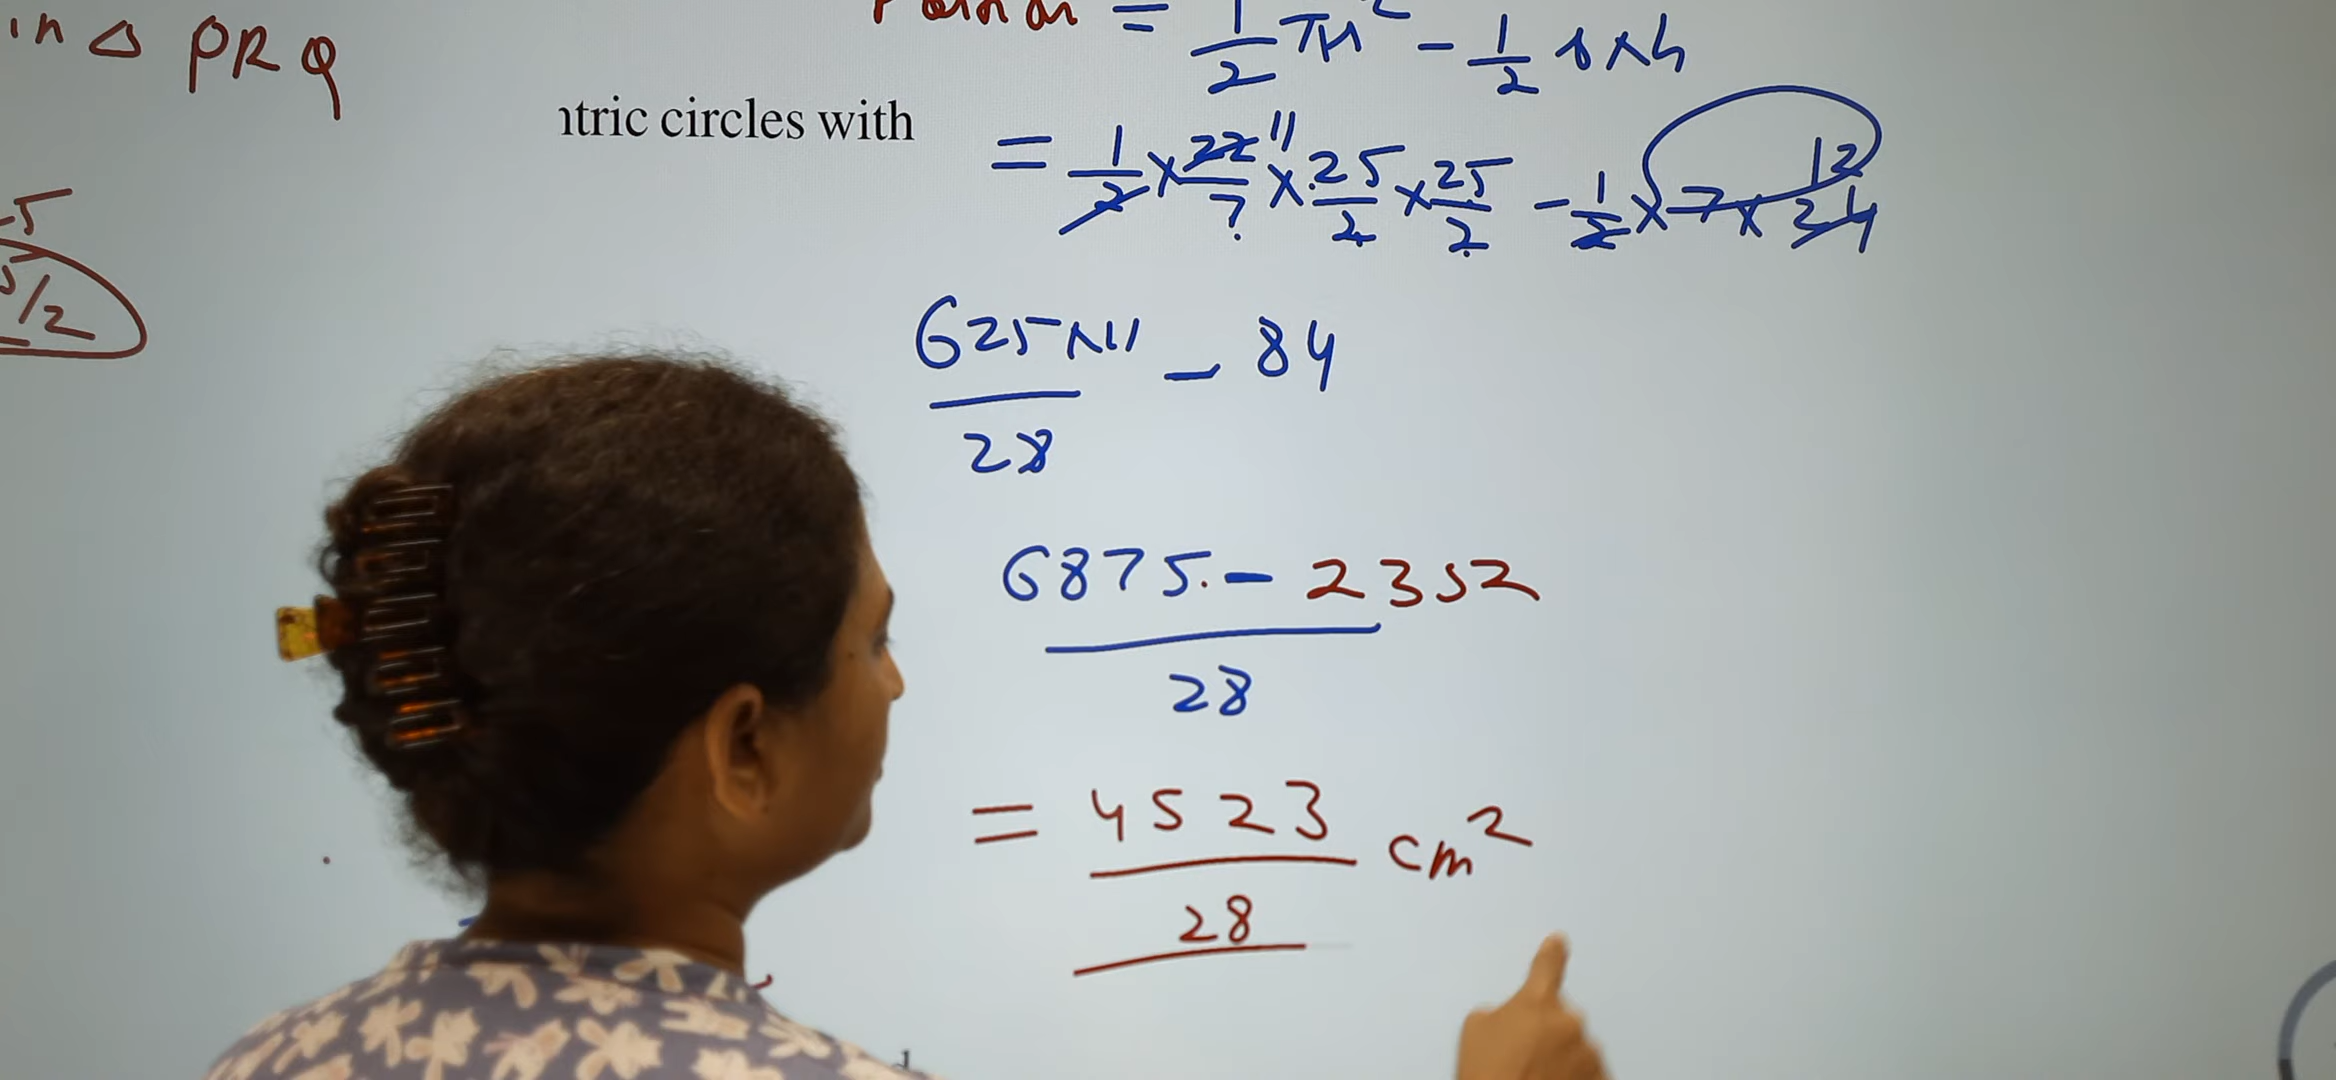 in △ PRQ
= 1/2 πr² - 1/2 b×h
ntric circles with
= 1/2 × 22/7 11 × 25/2 × 25/2 - 1/2 × 7 × 24 12
5/2
625×11/28 - 84
6875 - 2352/28
= 4523/28 cm²